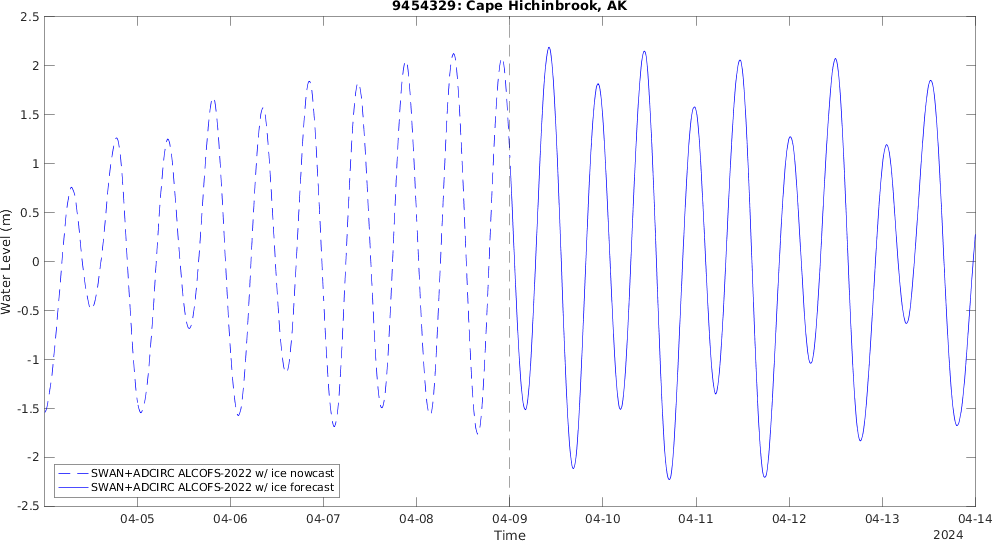 9454329: Cape Hichinbrook, AK
2.5
2
1.5
1
0.5
0
-0.5
-1
-1.5
-2
-2.5
Water Level (m)
SWAN+ADCIRC ALCOFS-2022 w/ ice nowcast
SWAN+ADCIRC ALCOFS-2022 w/ ice forecast
04-05 04-06 04-07 04-08 04-09 04-10 04-11 04-12 04-13 04-14
Time
2024